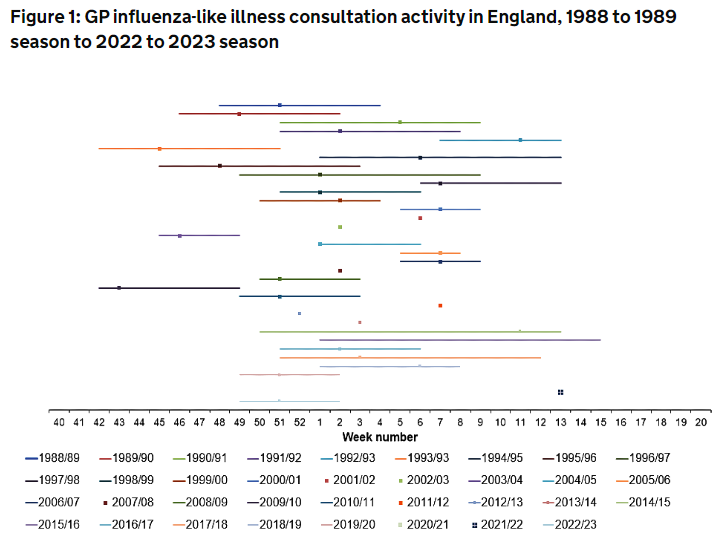 Figure 1: GP influenza-like illness consultation activity in England, 1988 to 1989
season to 2022 to 2023 season
40 41 42 43 44 45 46 47 48 49 50 51 52 1 2 3 4 5 6 7 8 9 10 11 12 13 14 15 16 17 18 19 20
Week number
1988/89 1989/90 1990/91 1991/92 1992/93 1993/93 1994/95 1995/96 1996/97
1997/98 1998/99 1999/00 2000/01 2001/02 2002/03 2003/04 2004/05 2005/06
2006/07 2007/08 2008/09 2009/10 2010/11 2011/12 2012/13 2013/14 2014/15
2015/16 2016/17 2017/18 2018/19 2019/20 2020/21 2021/22 2022/23